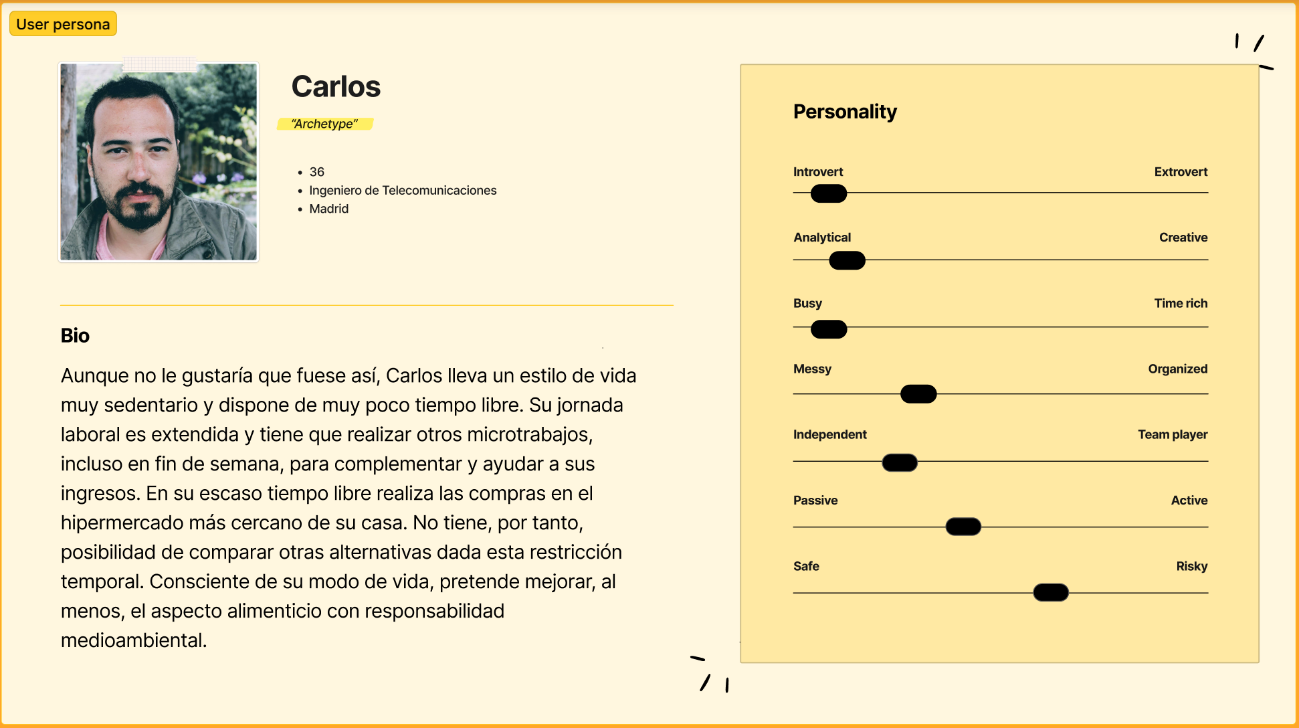 User persona
Carlos
“Archetype”
• 36
• Ingeniero de Telecomunicaciones
• Madrid
Bio
Aunque no le gustaría que fuese así, Carlos lleva un estilo de vida
muy sedentario y dispone de muy poco tiempo libre. Su jornada
laboral es extendida y tiene que realizar otros microtrabajos,
incluso en fin de semana, para complementar y ayudar a sus
ingresos. En su escaso tiempo libre realiza las compras en el
hipermercado más cercano de su casa. No tiene, por tanto,
posibilidad de comparar otras alternativas dada esta restricción
temporal. Consciente de su modo de vida, pretende mejorar, al
menos, el aspecto alimenticio con responsabilidad
medioambiental.
Personality
Introvert Extrovert
Analytical Creative
Busy Time rich
Messy Organized
Independent Team player
Passive Active
Safe Risky